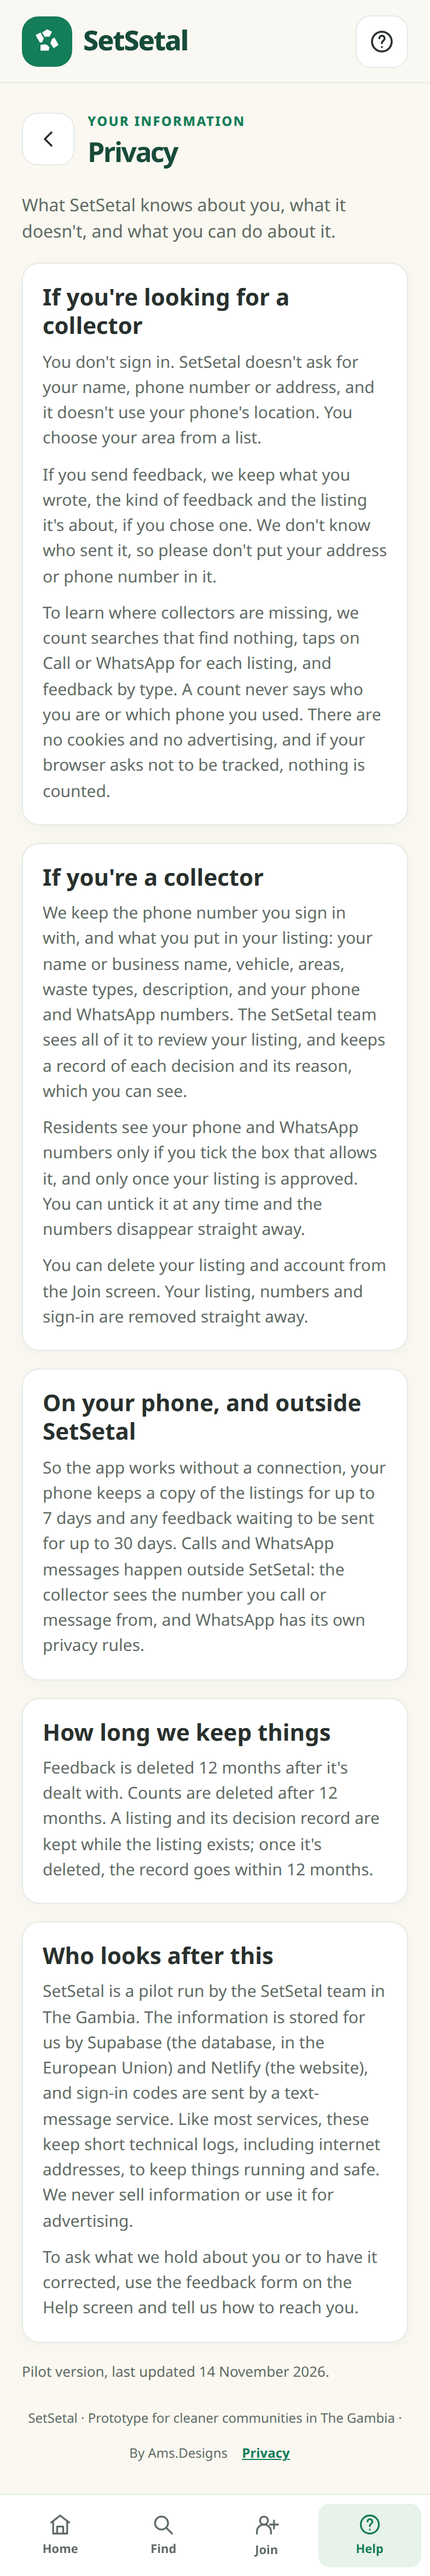 SetSetal
YOUR INFORMATION
Privacy
What SetSetal knows about you, what it
doesn't, and what you can do about it.
If you're looking for a
collector
You don't sign in. SetSetal doesn't ask for
your name, phone number or address, and
it doesn't use your phone's location. You
choose your area from a list.
If you send feedback, we keep what you
wrote, the kind of feedback and the listing
it's about, if you chose one. We don't know
who sent it, so please don't put your address
or phone number in it.
To learn where collectors are missing, we
count searches that find nothing, taps on
Call or WhatsApp for each listing, and
feedback by type. A count never says who
you are or which phone you used. There are
no cookies and no advertising, and if your
browser asks not to be tracked, nothing is
counted.
If you're a collector
We keep the phone number you sign in
with, and what you put in your listing: your
name or business name, vehicle, areas,
waste types, description, and your phone
and WhatsApp numbers. The SetSetal team
sees all of it to review your listing, and keeps
a record of each decision and its reason,
which you can see.
Residents see your phone and WhatsApp
numbers only if you tick the box that allows
it, and only once your listing is approved.
You can untick it at any time and the
numbers disappear straight away.
You can delete your listing and account from
the Join screen. Your listing, numbers and
sign-in are removed straight away.
On your phone, and outside
SetSetal
So the app works without a connection, your
phone keeps a copy of the listings for up to
7 days and any feedback waiting to be sent
for up to 30 days. Calls and WhatsApp
messages happen outside SetSetal: the
collector sees the number you call or
message from, and WhatsApp has its own
privacy rules.
How long we keep things
Feedback is deleted 12 months after it's
dealt with. Counts are deleted after 12
months. A listing and its decision record are
kept while the listing exists; once it's
deleted, the record goes within 12 months.
Who looks after this
SetSetal is a pilot run by the SetSetal team in
The Gambia. The information is stored for
us by Supabase (the database, in the
European Union) and Netlify (the website),
and sign-in codes are sent by a text-
message service. Like most services, these
keep short technical logs, including internet
addresses, to keep things running and safe.
We never sell information or use it for
advertising.
To ask what we hold about you or to have it
corrected, use the feedback form on the
Help screen and tell us how to reach you.
Pilot version, last updated 14 November 2026.
SetSetal · Prototype for cleaner communities in The Gambia ·
By Ams.Designs Privacy
Home Find Join Help